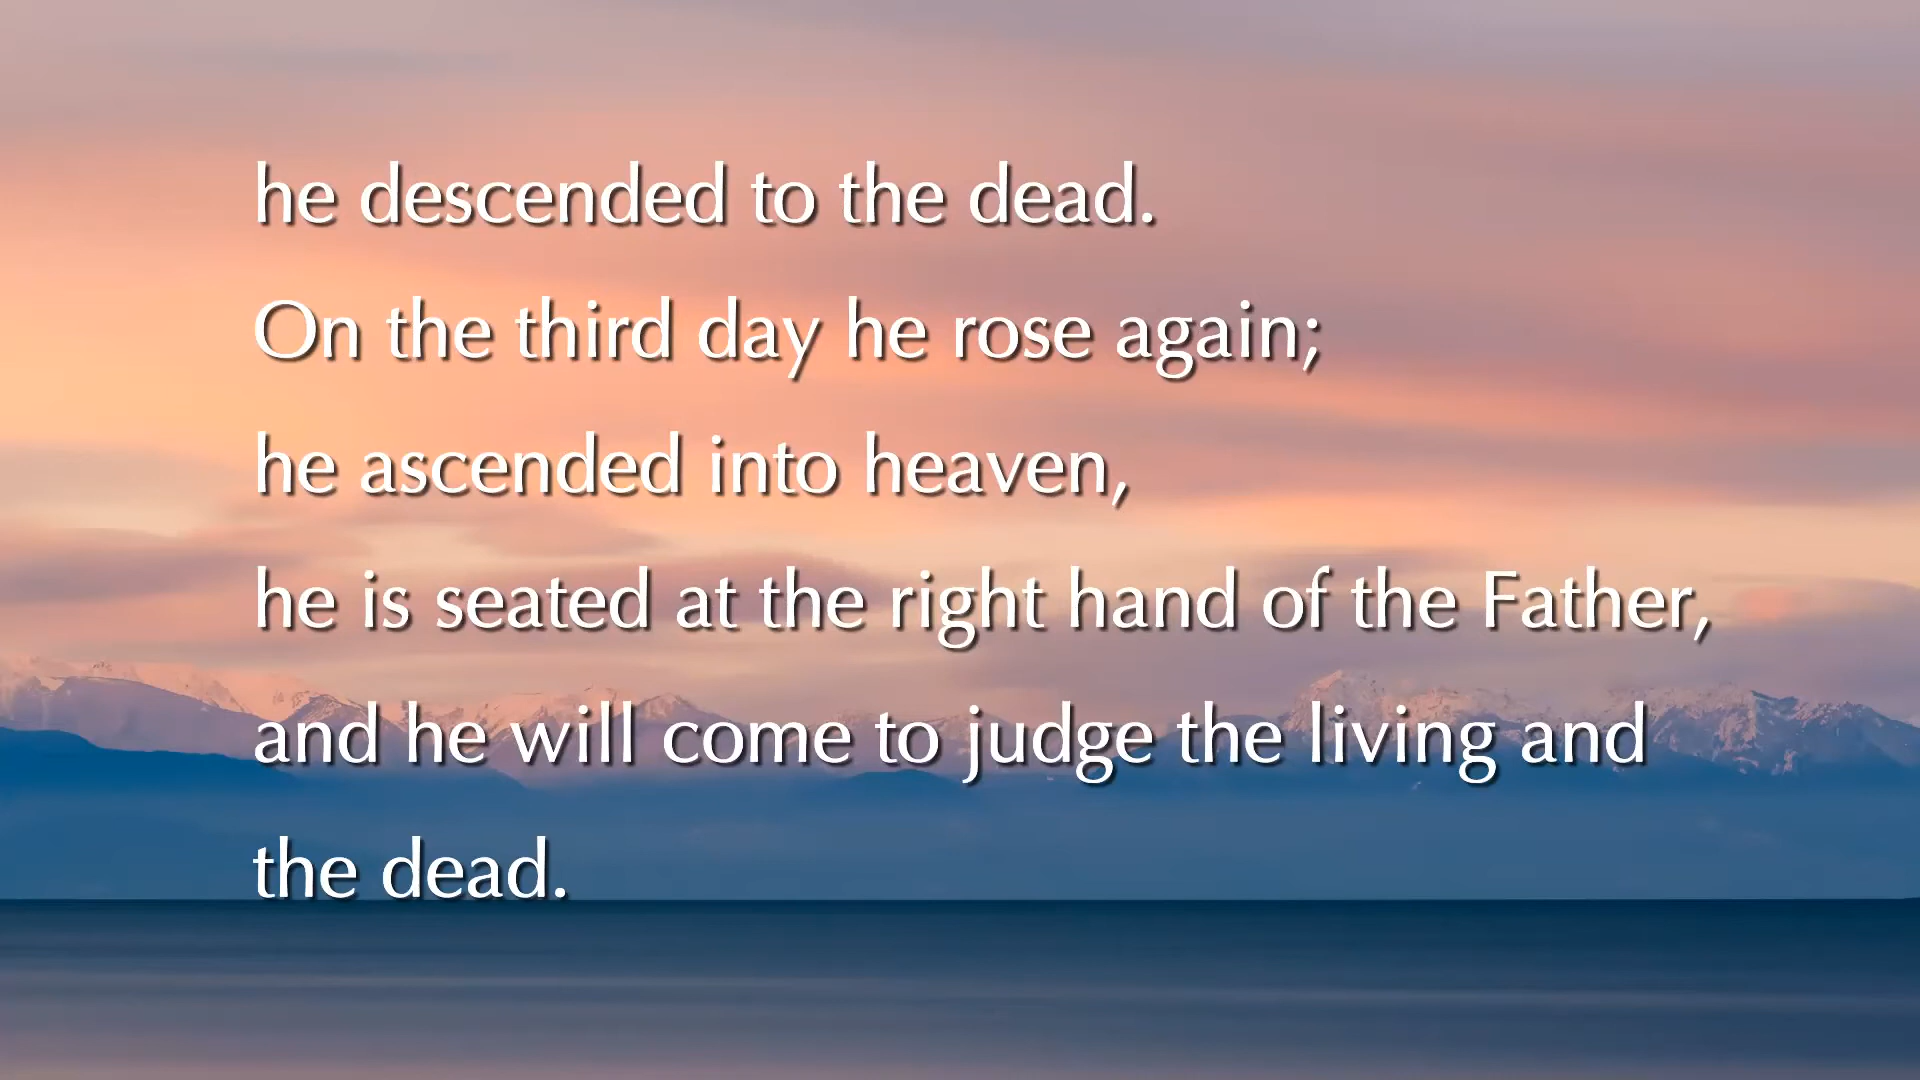 he descended to the dead.
On the third day he rose again;
he ascended into heaven,
he is seated at the right hand of the Father,
and he will come to judge the living and
the dead.